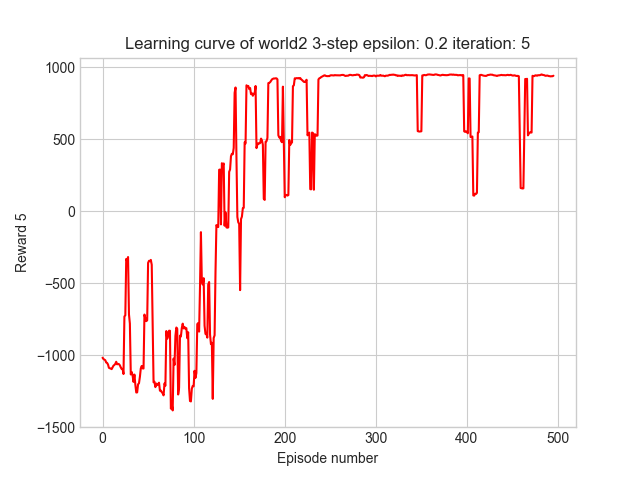 Learning curve of world2 3-step epsilon: 0.2 iteration: 5
1000
500
0
−500
−1000
−1500
Reward 5
0 100 200 300 400 500
Episode number